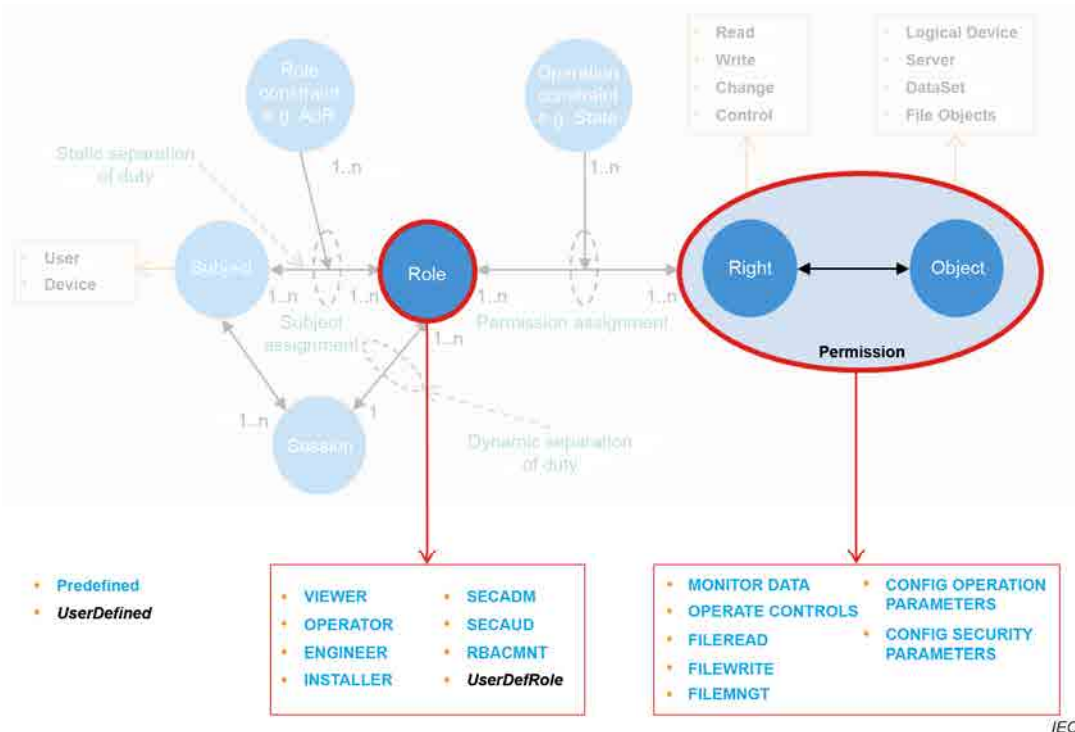 Read
Write
Change
Control
Logical Device
Server
DataSet
File Objects
Role
constraint
e.g. AoR
Operation
constraint
e.g. State
Static separation
of duty
1..n
1..n
User
Device
Subject
Role
Right
Object
1..n
1..n
1..n
1..n
Subject
assignment
Permission assignment
1..n
Permission
1..n
1
Session
Dynamic separation
of duty
Predefined
UserDefined
VIEWER
OPERATOR
ENGINEER
INSTALLER
SECADM
SECAUD
RBACMNT
UserDefRole
MONITOR DATA
OPERATE CONTROLS
FILEREAD
FILEWRITE
FILEMNGT
CONFIG OPERATION
PARAMETERS
CONFIG SECURITY
PARAMETERS
IEC